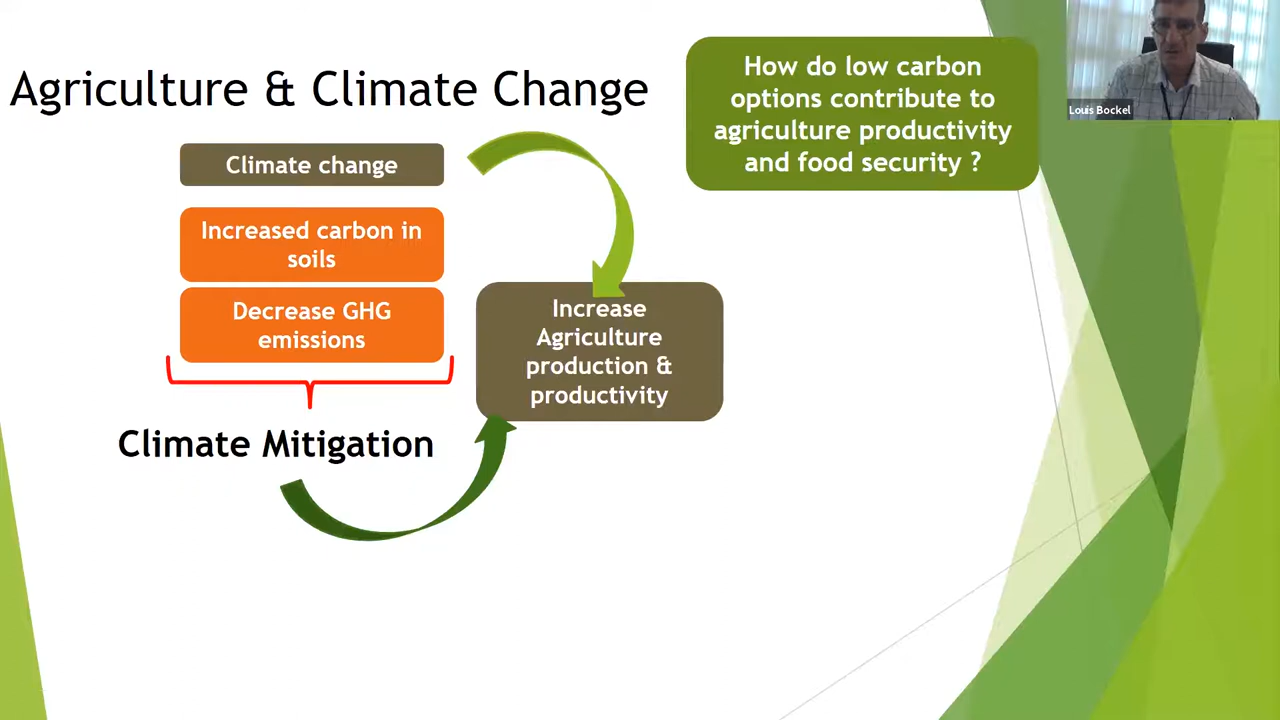 Agriculture & Climate Change
How do low carbon
options contribute to
agriculture productivity
and food security ?
Louis Bockel
Climate change
Increased carbon in
soils
Decrease GHG
emissions
Increase
Agriculture
production &
productivity
Climate Mitigation